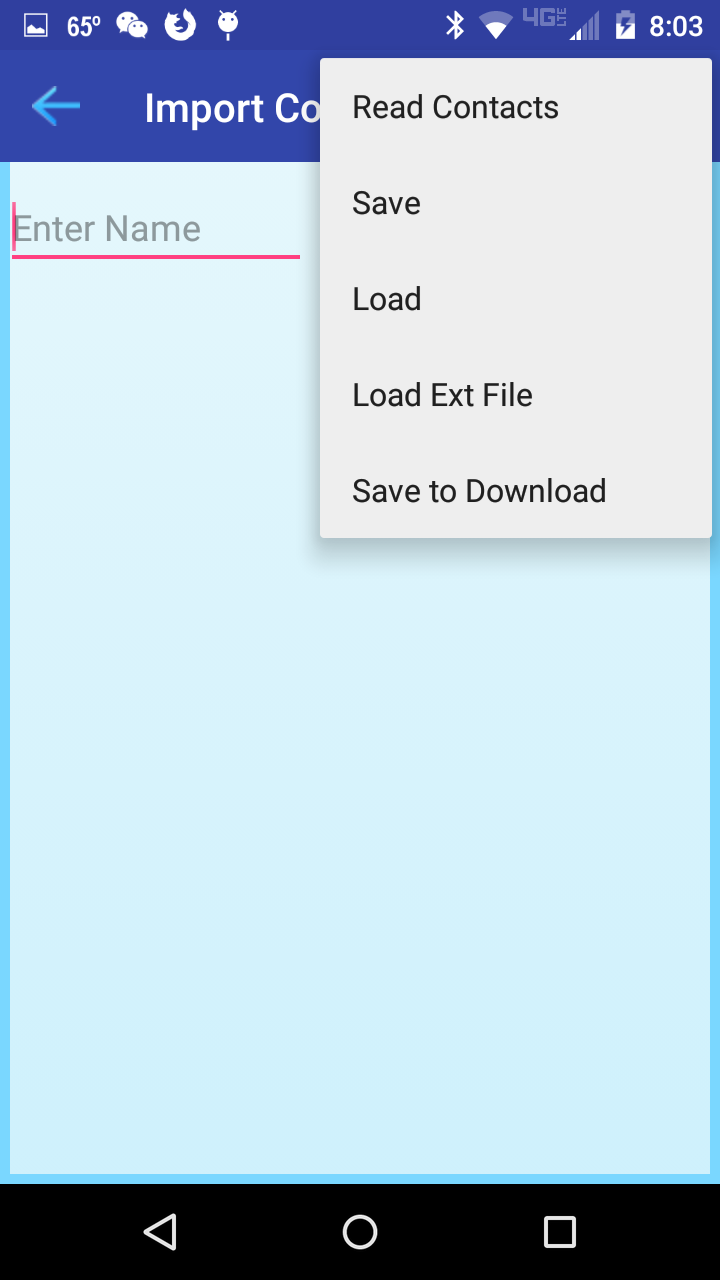 65º 4G LTE 8:03
Import Co
Read Contacts
Save
Load
Load Ext File
Save to Download
Enter Name